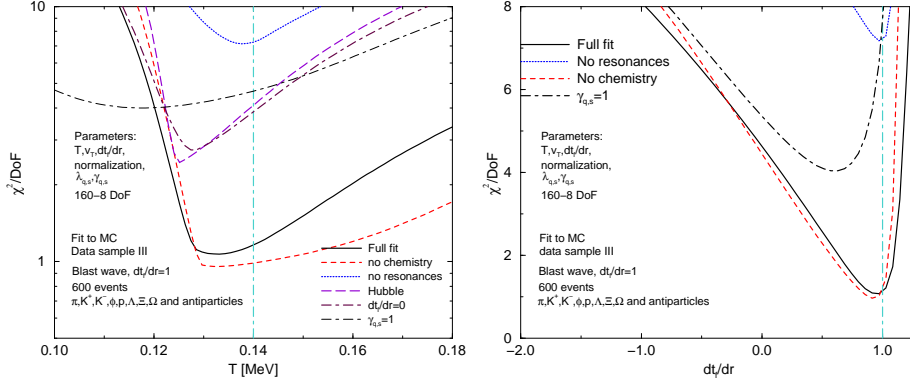 10
1
χ²/DoF
Parameters:
T,v_T,dt_f/dr,
normalization,
λ_q,s,γ_q,s
160−8 DoF
Fit to MC
Data sample III
Blast wave, dt_f/dr=1
600 events
π,K⁺,K⁻,ϕ,p,Λ,Ξ,Ω and antiparticles
Full fit
no chemistry
no resonances
Hubble
dt_f/dr=0
γ_q,s=1
0.10 0.12 0.14 0.16 0.18
T [MeV]
8
6
4
2
0
χ²/DoF
Full fit
No resonances
No chemistry
γ_q,s=1
Parameters:
T,v_T,dt_f/dr,
normalization,
λ_q,s,γ_q,s
160−8 DoF
Fit to MC
Data sample III
Blast wave, dt_f/dr=1
600 events
π,K⁺,K⁻,ϕ,p,Λ,Ξ,Ω and antiparticles
−2.0 −1.0 0.0 1.0
dt_f/dr